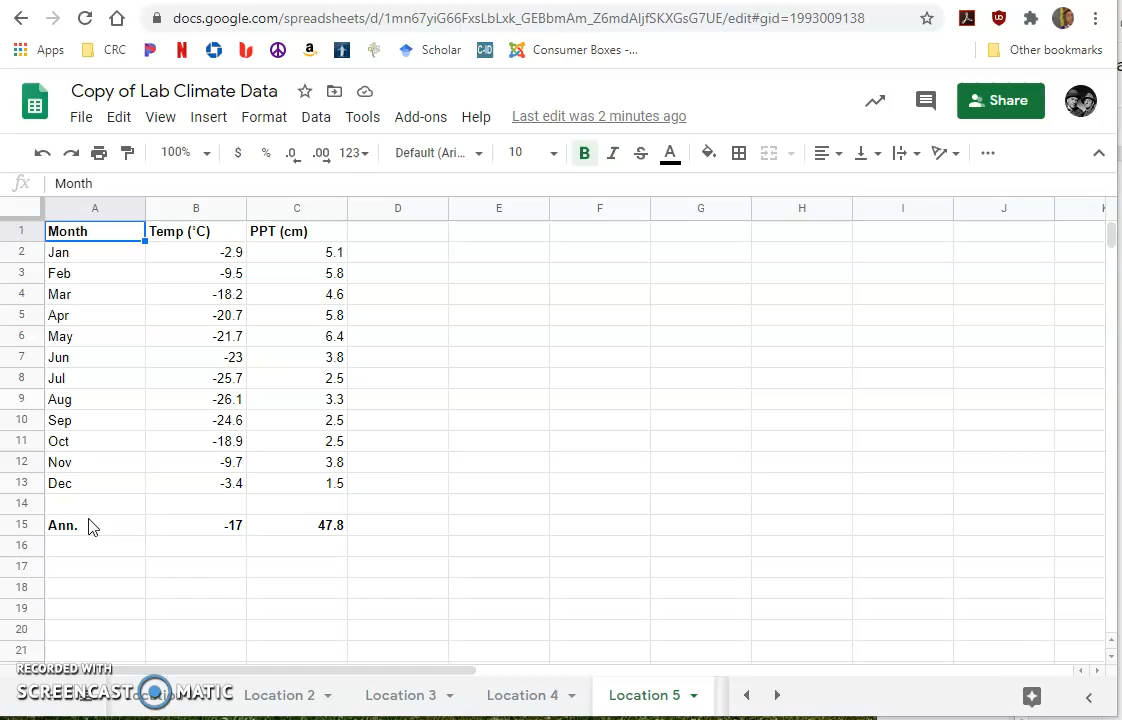 docs.google.com/spreadsheets/d/1mn67yiG66FxsLbLxk_GEBbmAm_Z6mdAljfSKXGsG7UE/edit#gid=1993009138
Apps CRC Scholar C-ID Consumer Boxes -... Other bookmarks
Copy of Lab Climate Data
File Edit View Insert Format Data Tools Add-ons Help Last edit was 2 minutes ago
Share
100% $ % .0 .00 123 Default (Ari... 10 B I S A
fx Month
A B C D E F G H I J K
1 Month Temp (°C) PPT (cm)
2 Jan -2.9 5.1
3 Feb -9.5 5.8
4 Mar -18.2 4.6
5 Apr -20.7 5.8
6 May -21.7 6.4
7 Jun -23 3.8
8 Jul -25.7 2.5
9 Aug -26.1 3.3
10 Sep -24.6 2.5
11 Oct -18.9 2.5
12 Nov -9.7 3.8
13 Dec -3.4 1.5
14
15 Ann. -17 47.8
16
17
18
19
20
21
RECORDED WITH
SCREENCAST MATIC
Location 2 Location 3 Location 4 Location 5